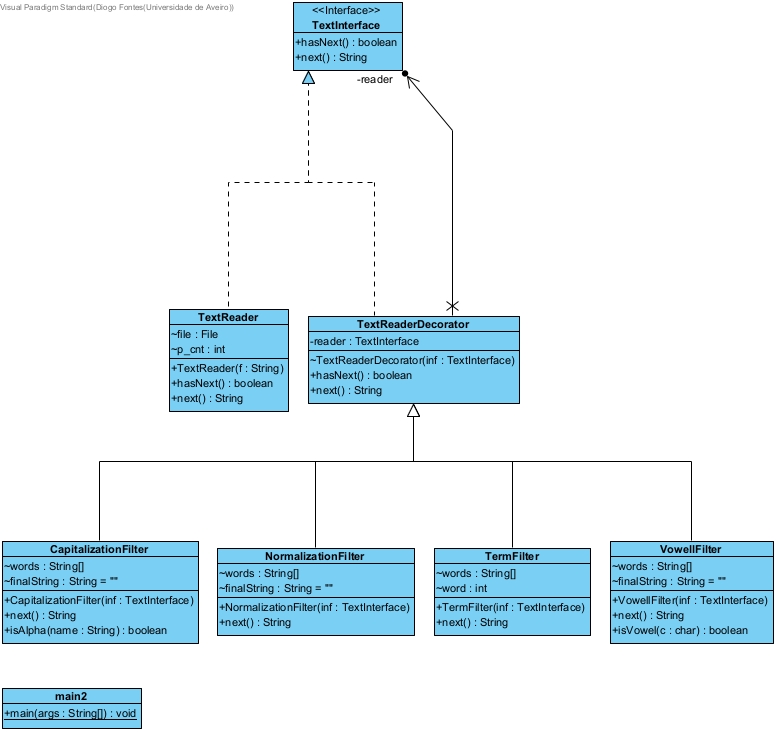 Visual Paradigm Standard(Diogo Fontes(Universidade de Aveiro))
<<Interface>>
TextInterface
+hasNext() : boolean
+next() : String
-reader
TextReader
~file : File
~p_cnt : int
+TextReader(f : String)
+hasNext() : boolean
+next() : String
TextReaderDecorator
-reader : TextInterface
~TextReaderDecorator(inf : TextInterface)
+hasNext() : boolean
+next() : String
CapitalizationFilter
~words : String[]
~finalString : String = ""
+CapitalizationFilter(inf : TextInterface)
+next() : String
+isAlpha(name : String) : boolean
NormalizationFilter
~words : String[]
~finalString : String = ""
+NormalizationFilter(inf : TextInterface)
+next() : String
TermFilter
~words : String[]
~word : int
+TermFilter(inf : TextInterface)
+next() : String
VowellFilter
~words : String[]
~finalString : String = ""
+VowellFilter(inf : TextInterface)
+next() : String
+isVowel(c : char) : boolean
main2
+main(args : String[]) : void